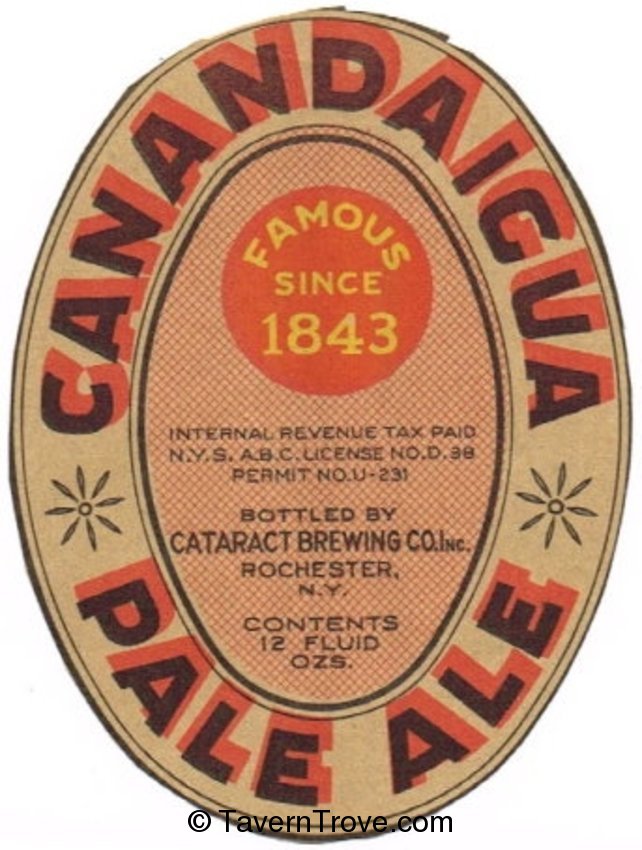 CANANDAIGUA
FAMOUS
SINCE
1843
INTERNAL REVENUE TAX PAID
N.Y.S. A.B.C. LICENSE NO.D.38
PERMIT NO.U-231
BOTTLED BY
CATARACT BREWING CO.INC.
ROCHESTER,
N.Y.
CONTENTS
12 FLUID
OZS.
PALE ALE
© TavernTrove.com